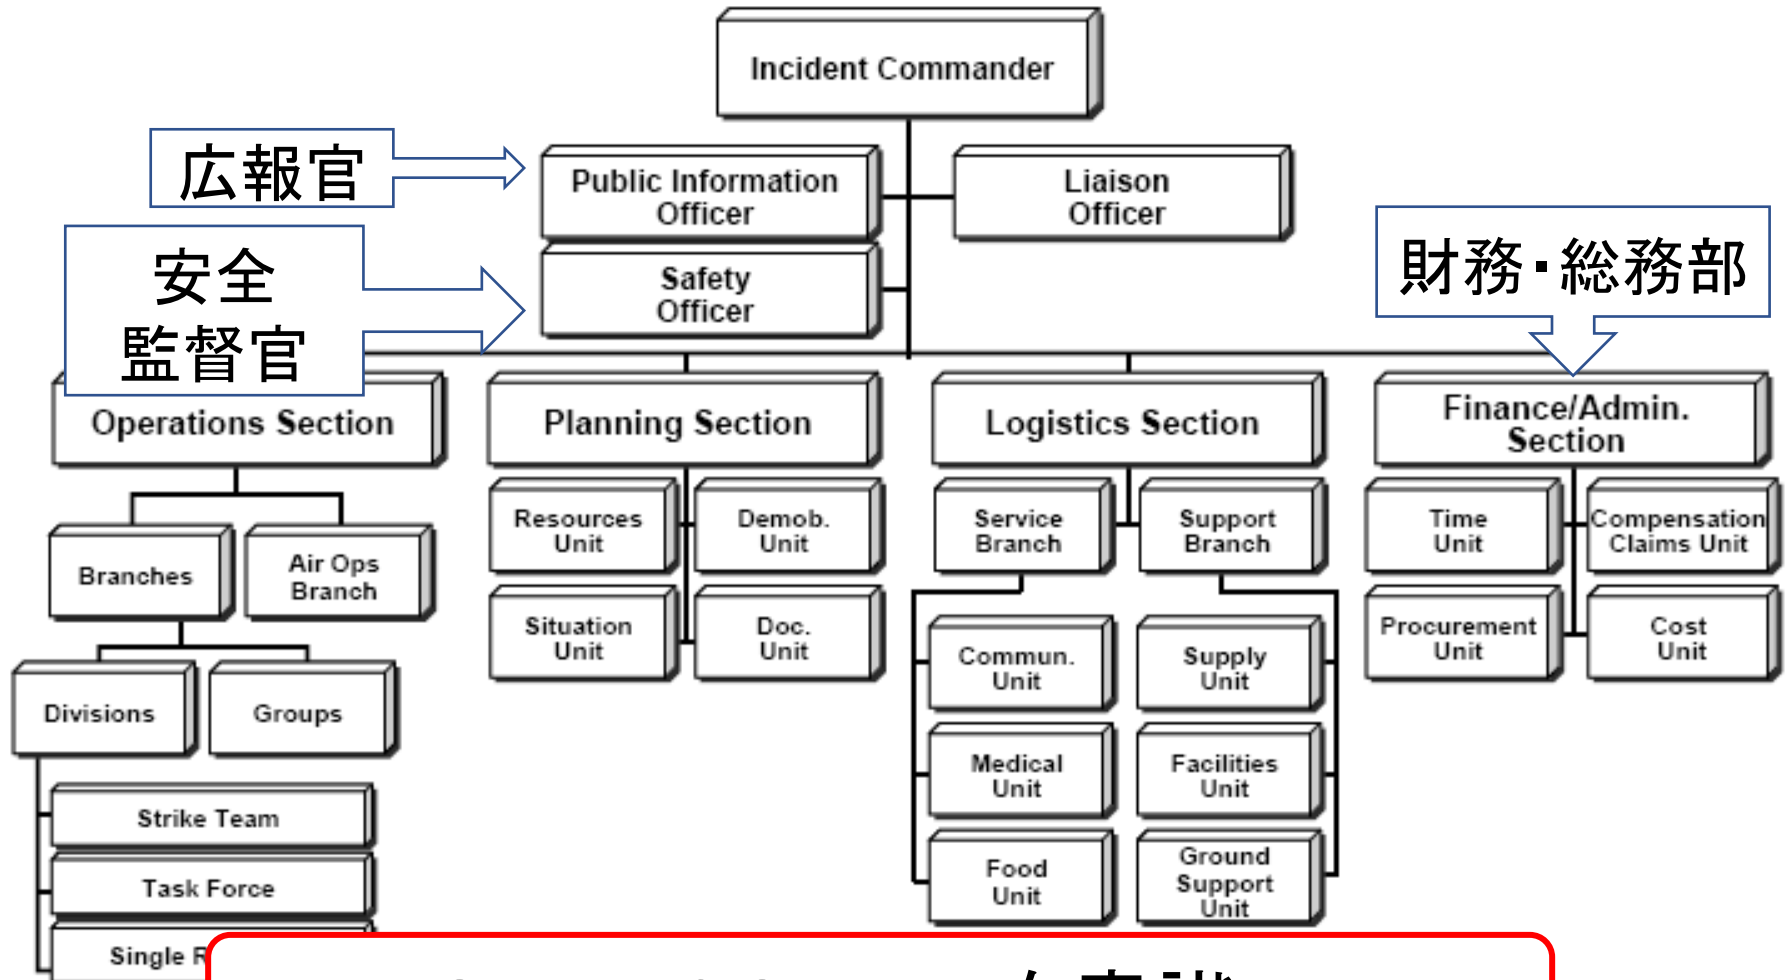 Incident Commander
広報官
Public Information
Officer
Liaison
Officer
安全
監督官
Safety
Officer
財務・総務部
Operations Section
Planning Section
Logistics Section
Finance/Admin.
Section
Branches
Air Ops
Branch
Divisions
Groups
Strike Team
Task Force
Single
Resources
Unit
Demob.
Unit
Situation
Unit
Doc.
Unit
Service
Branch
Support
Branch
Commun.
Unit
Supply
Unit
Medical
Unit
Facilities
Unit
Food
Unit
Ground
Support
Unit
Time
Unit
Compensation
Claims Unit
Procurement
Unit
Cost
Unit